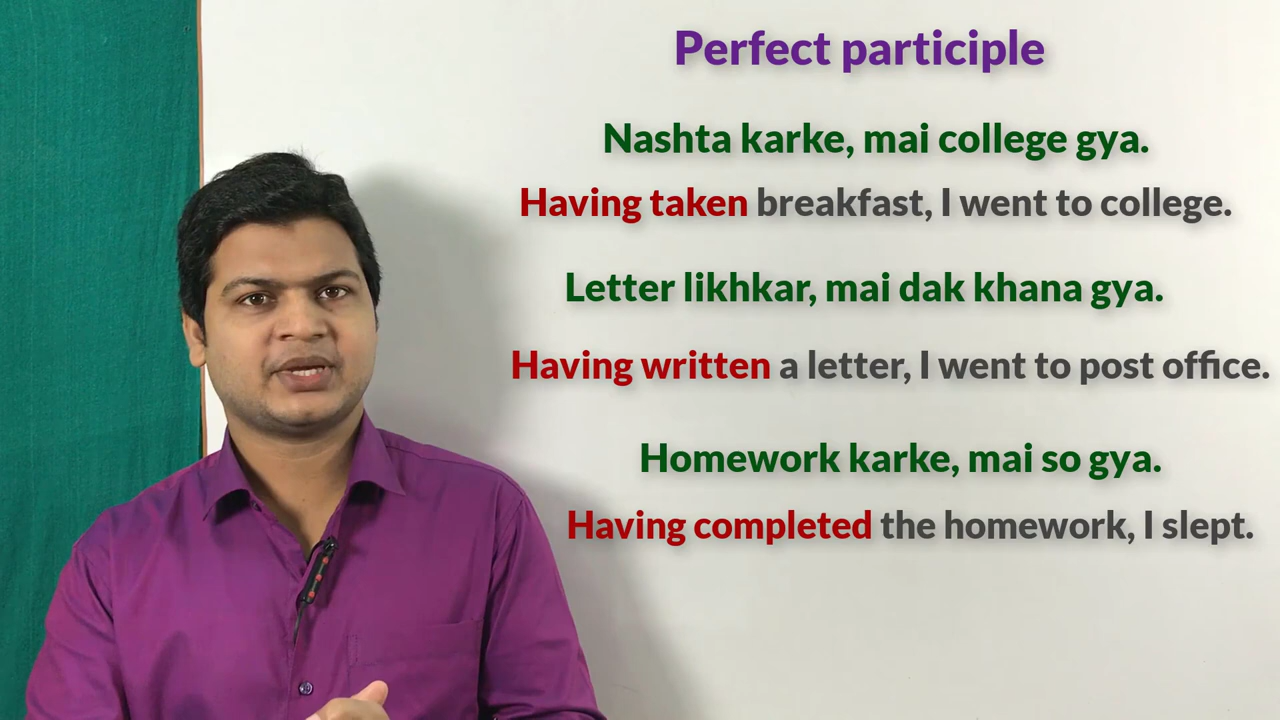 Perfect participle
Nashta karke, mai college gya.
Having taken breakfast, I went to college.
Letter likhkar, mai dak khana gya.
Having written a letter, I went to post office.
Homework karke, mai so gya.
Having completed the homework, I slept.